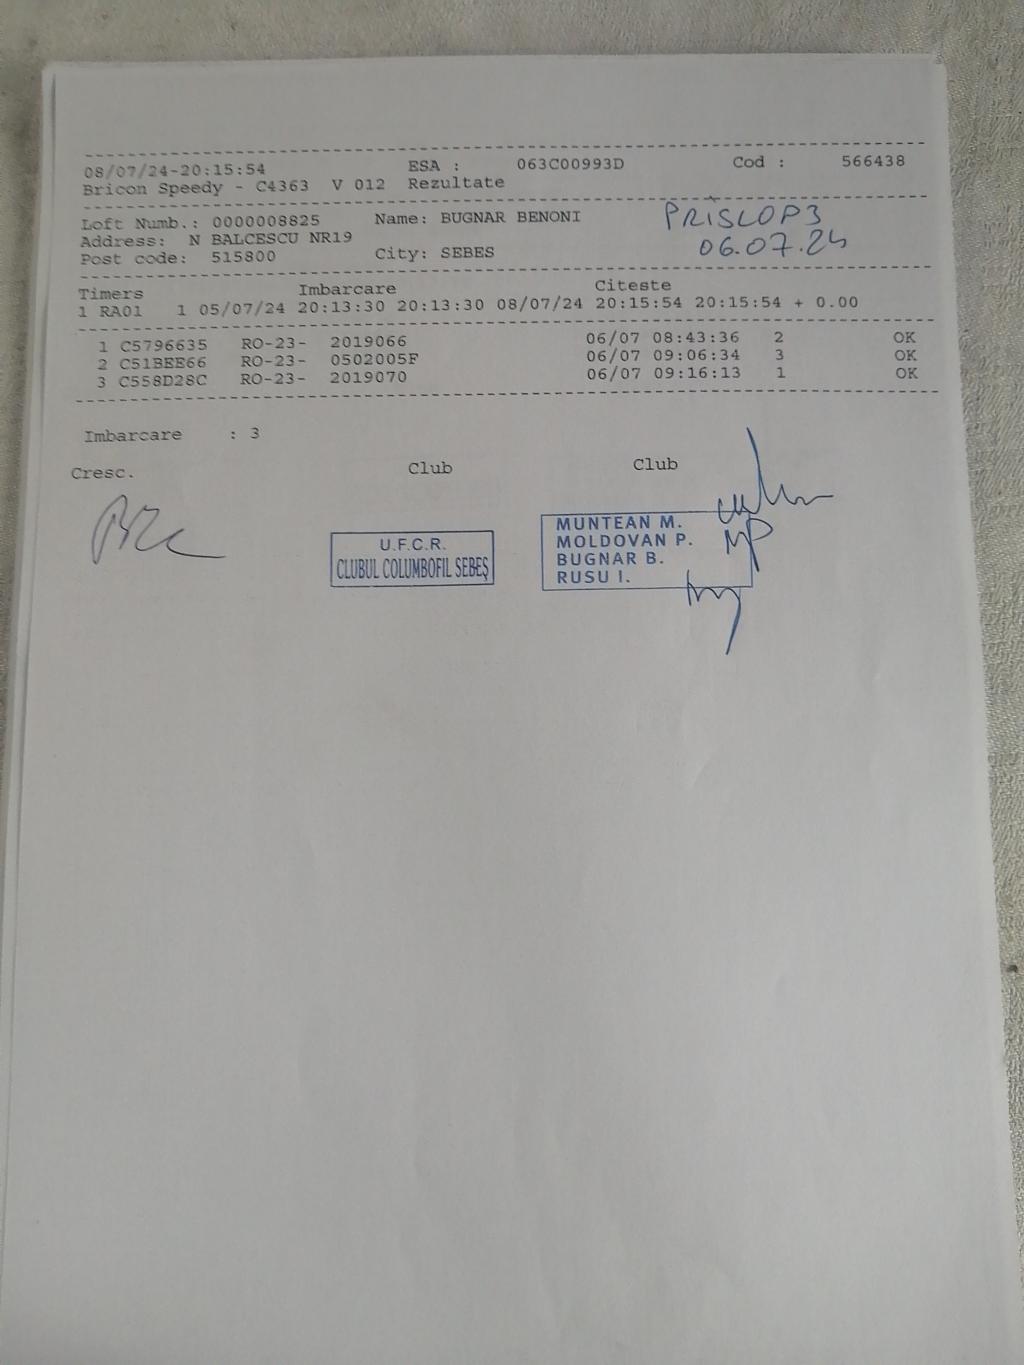 08/07/24-20:15:54 ESA : 063C00993D Cod : 566438
Bricon Speedy - C4363 V 012 Rezultate
Loft Numb.: 0000008825 Name: BUGNAR BENONI
PRISLOP3
Address: N BALCESCU NR19
06.07.24
Post code: 515800 City: SEBES
Timers Imbarcare Citeste
1 RA01 1 05/07/24 20:13:30 20:13:30 08/07/24 20:15:54 20:15:54 + 0.00
1 C5796635 RO-23- 2019066 06/07 08:43:36 2 OK
2 C51BEE66 RO-23- 0502005F 06/07 09:06:34 3 OK
3 C558D28C RO-23- 2019070 06/07 09:16:13 1 OK
Imbarcare : 3
Cresc. Club Club
U.F.C.R.
CLUBUL COLUMBOFIL SEBEŞ
MUNTEAN M.
MOLDOVAN P.
BUGNAR B.
RUSU I.